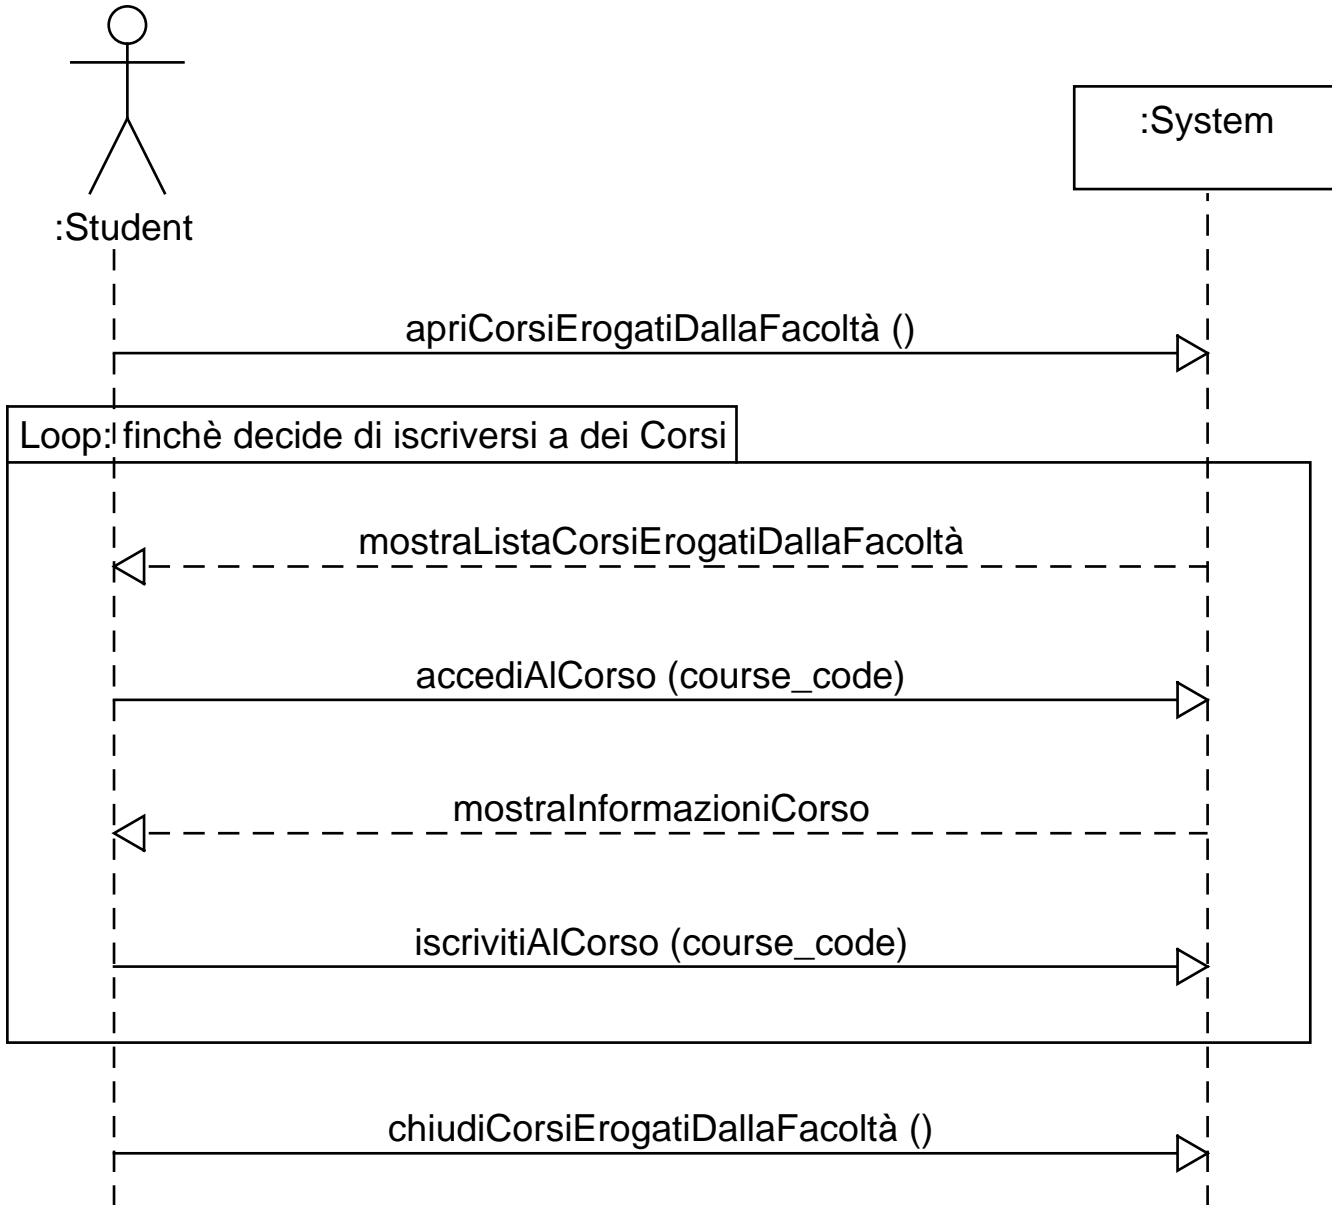 :System
:Student
apriCorsiErogatiDallaFacoltà ()
Loop: finchè decide di iscriversi a dei Corsi
mostraListaCorsiErogatiDallaFacoltà
accediAlCorso (course_code)
mostraInformazioniCorso
iscrivitiAlCorso (course_code)
chiudiCorsiErogatiDallaFacoltà ()